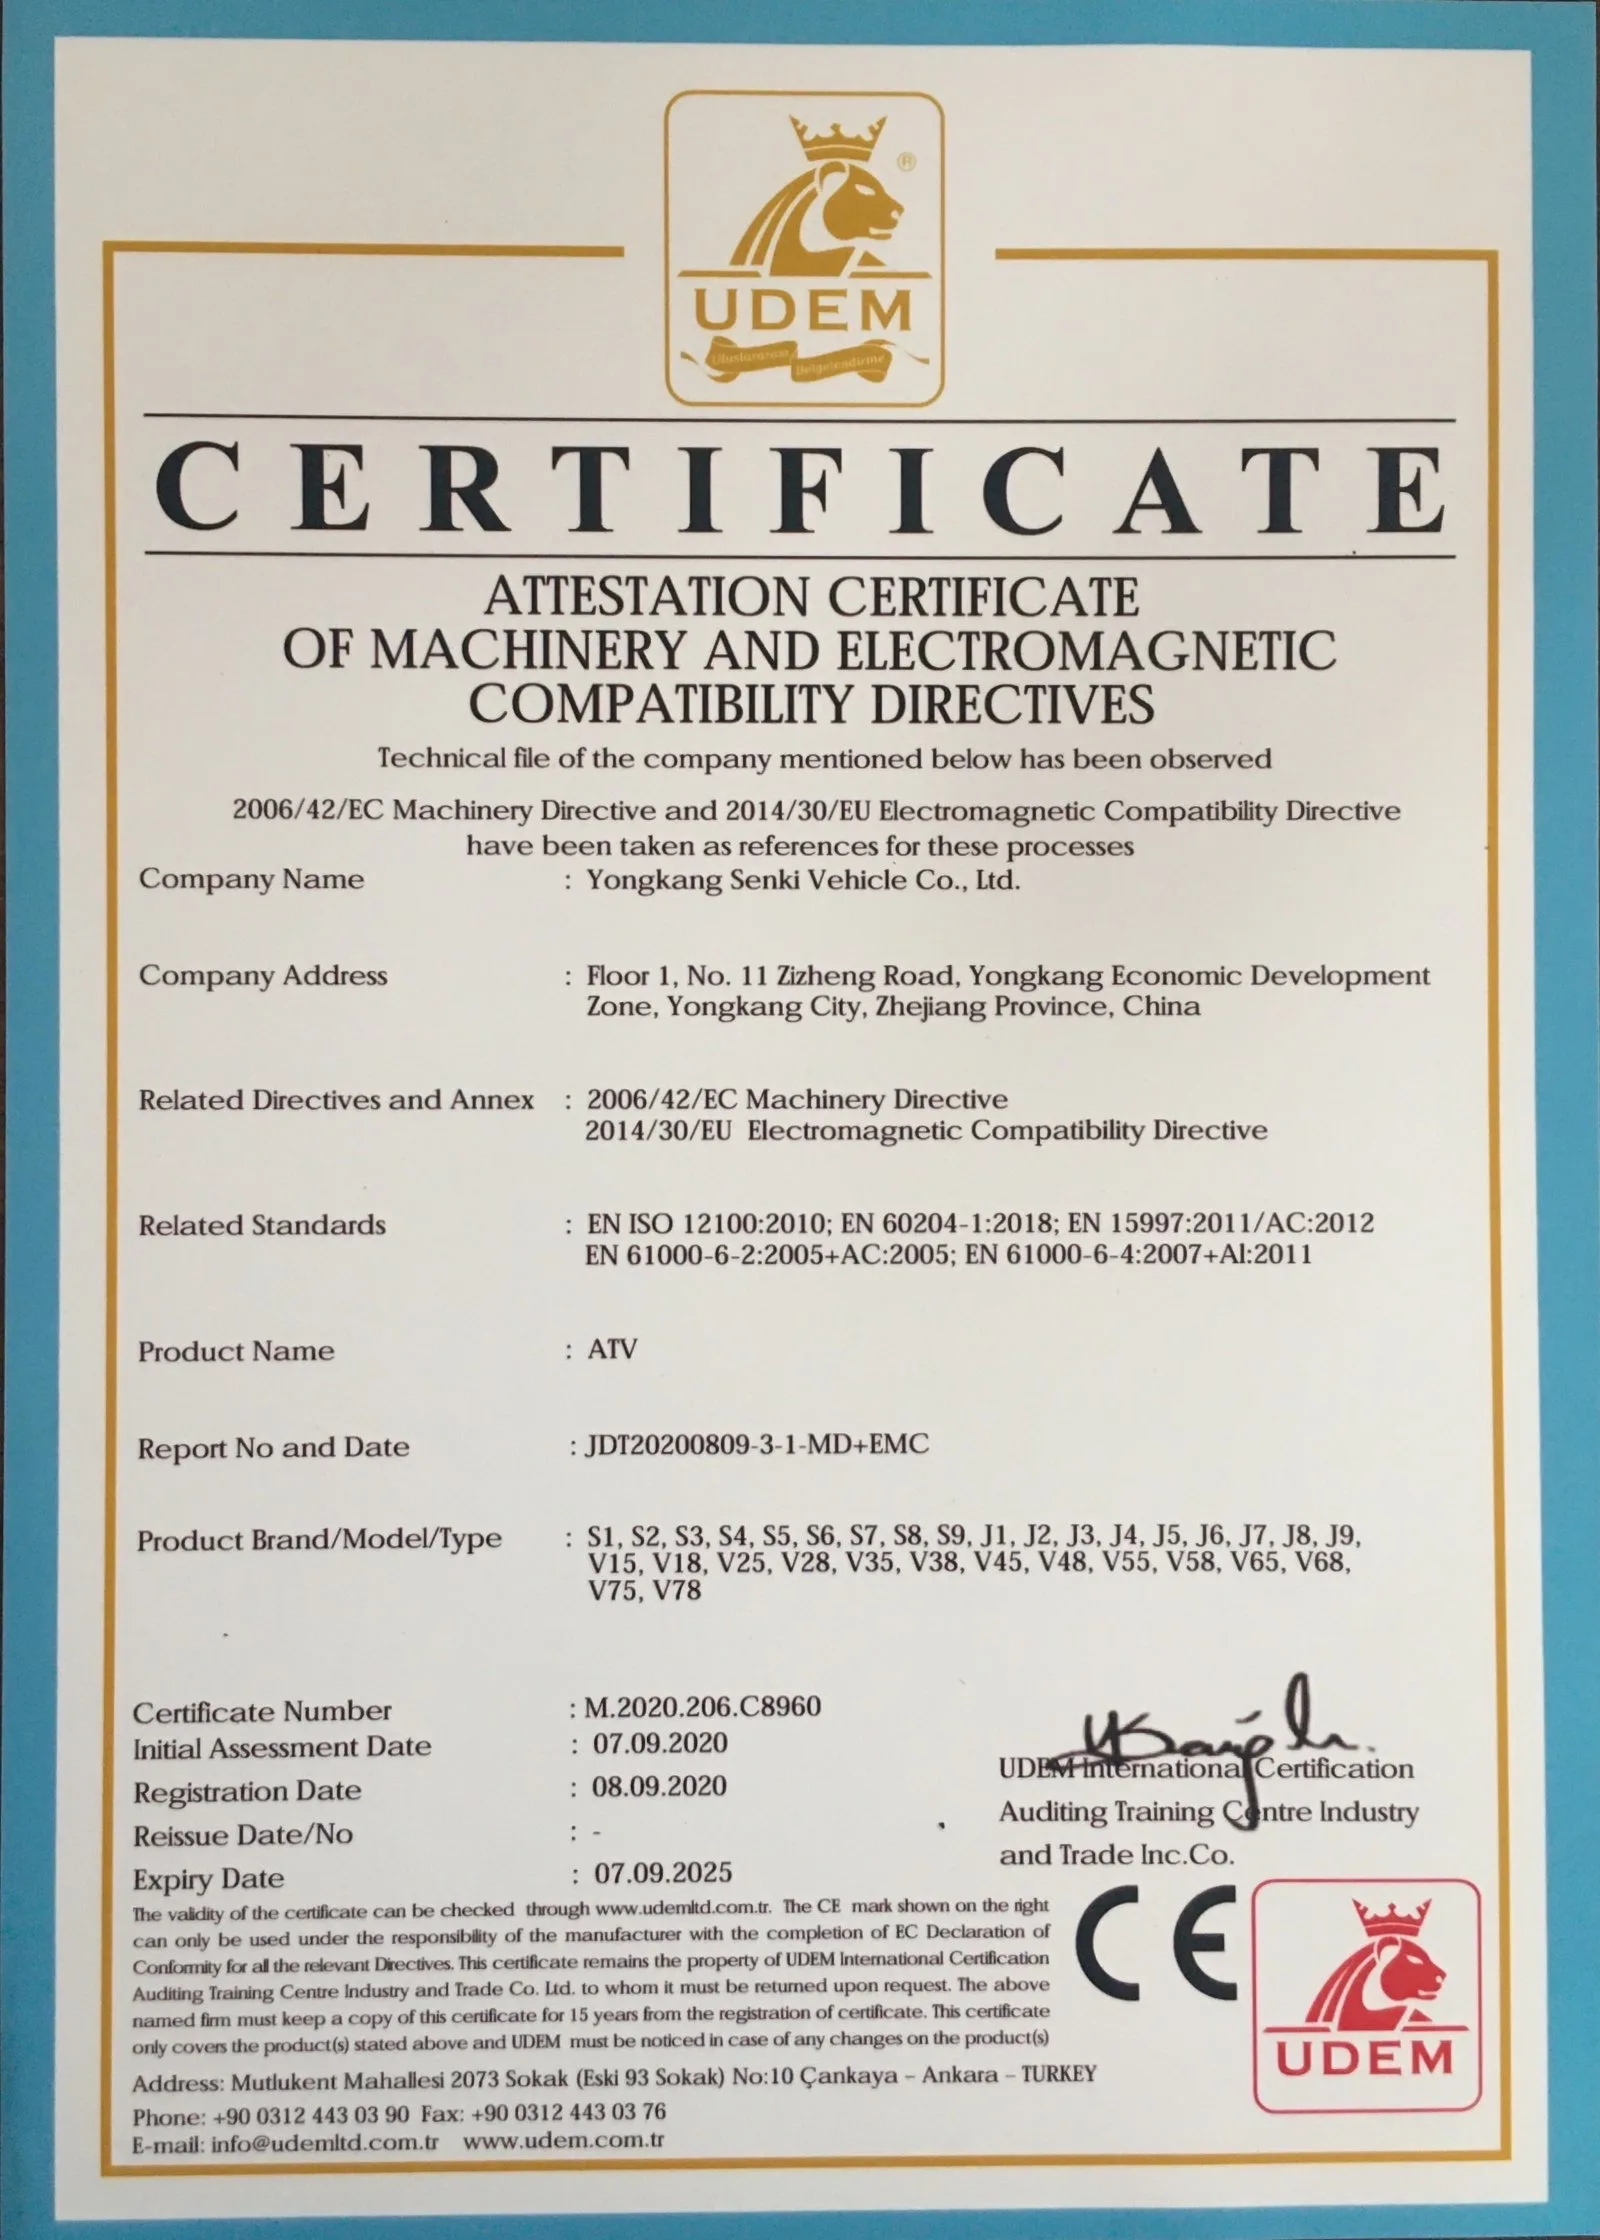 ®
UDEM
Uluslararası Belgelendirme
CERTIFICATE
ATTESTATION CERTIFICATE
OF MACHINERY AND ELECTROMAGNETIC
COMPATIBILITY DIRECTIVES
Technical file of the company mentioned below has been observed
2006/42/EC Machinery Directive and 2014/30/EU Electromagnetic Compatibility Directive
have been taken as references for these processes
Company Name : Yongkang Senki Vehicle Co., Ltd.
Company Address : Floor 1, No. 11 Zizheng Road, Yongkang Economic Development
Zone, Yongkang City, Zhejiang Province, China
Related Directives and Annex : 2006/42/EC Machinery Directive
2014/30/EU Electromagnetic Compatibility Directive
Related Standards : EN ISO 12100:2010; EN 60204-1:2018; EN 15997:2011/AC:2012
EN 61000-6-2:2005+AC:2005; EN 61000-6-4:2007+Al:2011
Product Name : ATV
Report No and Date : JDT20200809-3-1-MD+EMC
Product Brand/Model/Type : S1, S2, S3, S4, S5, S6, S7, S8, S9, J1, J2, J3, J4, J5, J6, J7, J8, J9,
V15, V18, V25, V28, V35, V38, V45, V48, V55, V58, V65, V68,
V75, V78
Certificate Number : M.2020.206.C8960
Initial Assessment Date : 07.09.2020
Registration Date : 08.09.2020
Reissue Date/No : -
Expiry Date : 07.09.2025
UDEM International Certification
Auditing Training Centre Industry
and Trade Inc.Co.
The validity of the certificate can be checked through www.udemltd.com.tr. The CE mark shown on the right
can only be used under the responsibility of the manufacturer with the completion of EC Declaration of
Conformity for all the relevant Directives. This certificate remains the property of UDEM International Certification
Auditing Training Centre Industry and Trade Co. Ltd. to whom it must be returned upon request. The above
named firm must keep a copy of this certificate for 15 years from the registration of certificate. This certificate
only covers the product(s) stated above and UDEM must be noticed in case of any changes on the product(s)
CE
UDEM
Address: Mutlukent Mahallesi 2073 Sokak (Eski 93 Sokak) No:10 Çankaya – Ankara – TURKEY
Phone: +90 0312 443 03 90 Fax: +90 0312 443 03 76
E-mail: info@udemltd.com.tr www.udem.com.tr